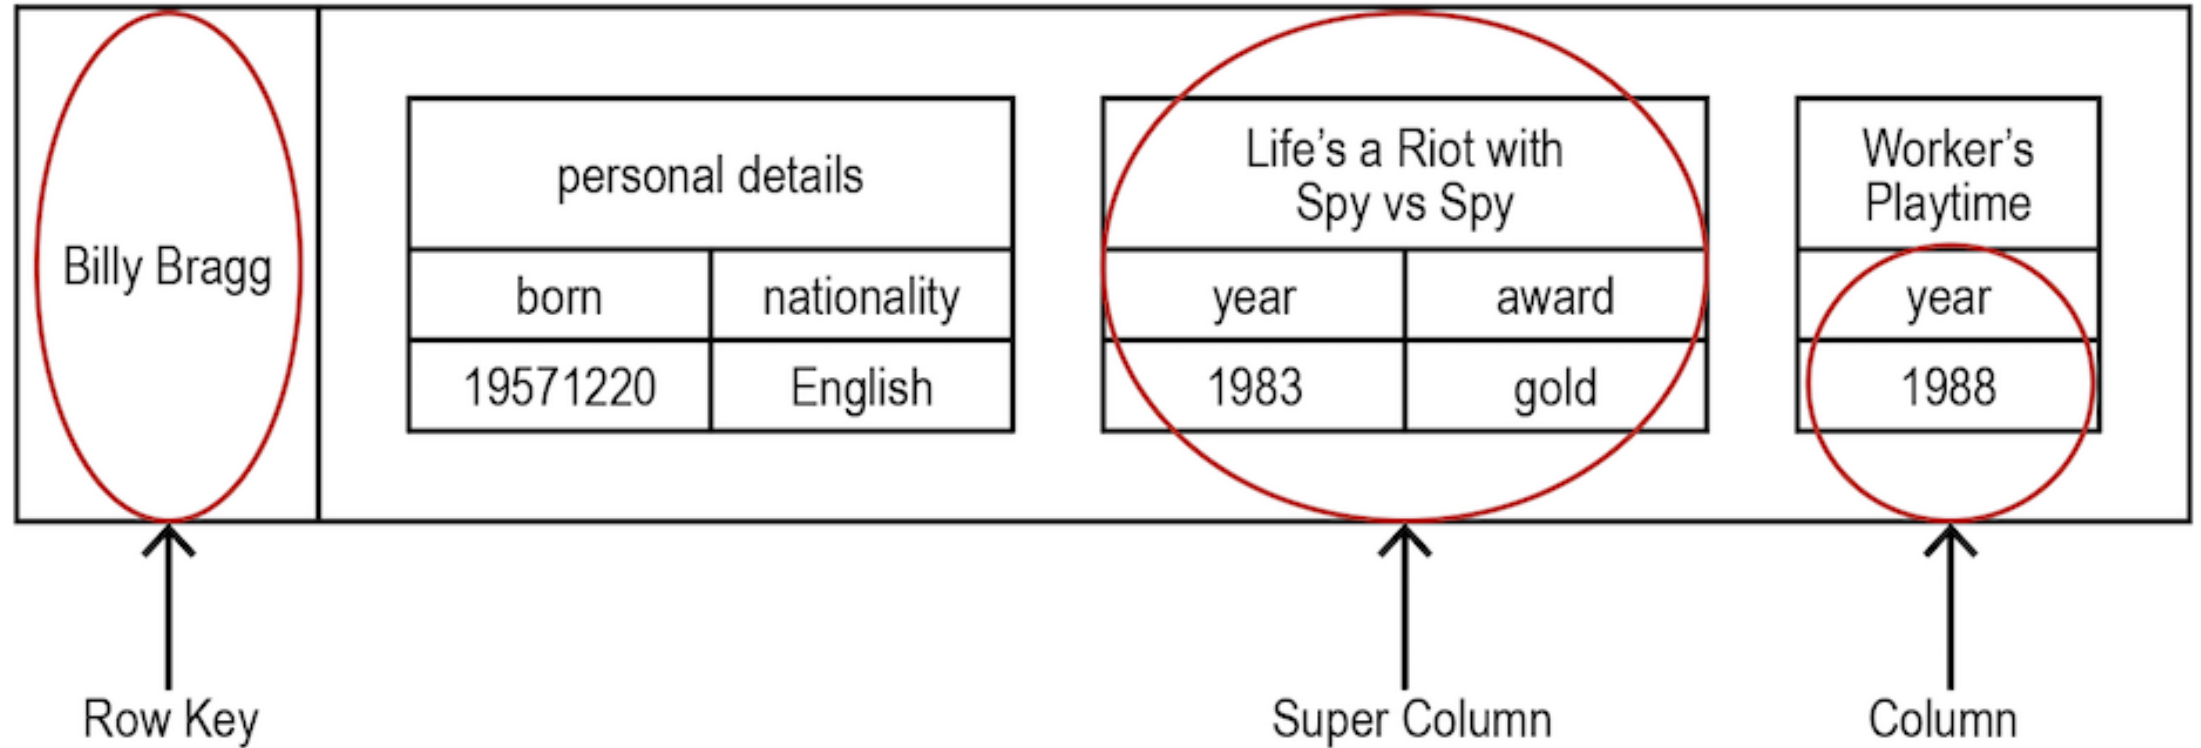 Billy Bragg
personal details
born nationality
19571220 English
Life’s a Riot with
Spy vs Spy
year award
1983 gold
Worker’s
Playtime
year
1988
Row Key
Super Column
Column